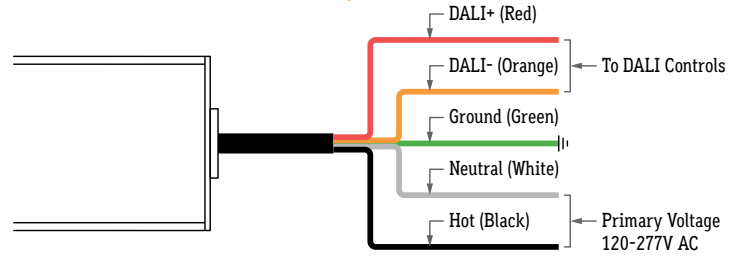 DALI+ (Red)
DALI- (Orange)
To DALI Controls
Ground (Green)
Neutral (White)
Hot (Black)
Primary Voltage
120-277V AC